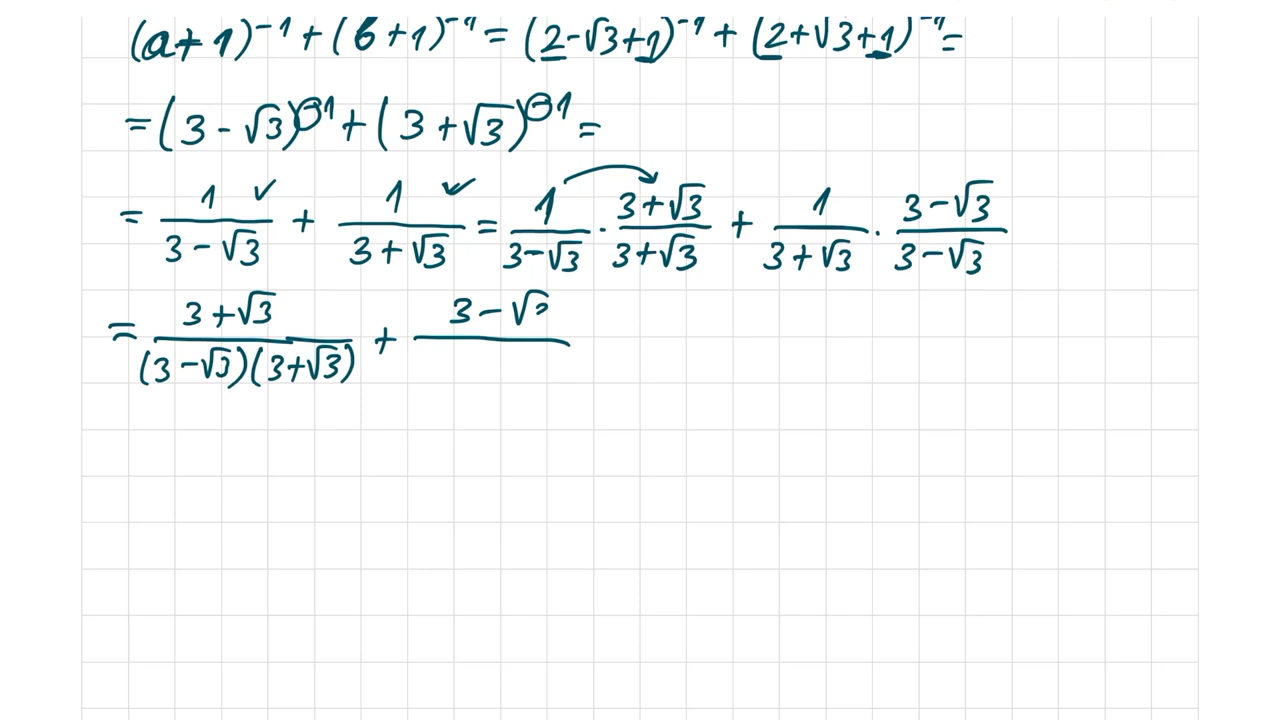 (a+1)⁻¹ + (b+1)⁻¹ = (2-√3+1)⁻¹ + (2+√3+1)⁻¹ =
= (3-√3)⁻¹ + (3+√3)⁻¹ =
= 1/(3-√3) + 1/(3+√3) = 1/(3-√3) · (3+√3)/(3+√3) + 1/(3+√3) · (3-√3)/(3-√3)
= (3+√3)/((3-√3)(3+√3)) + (3-√